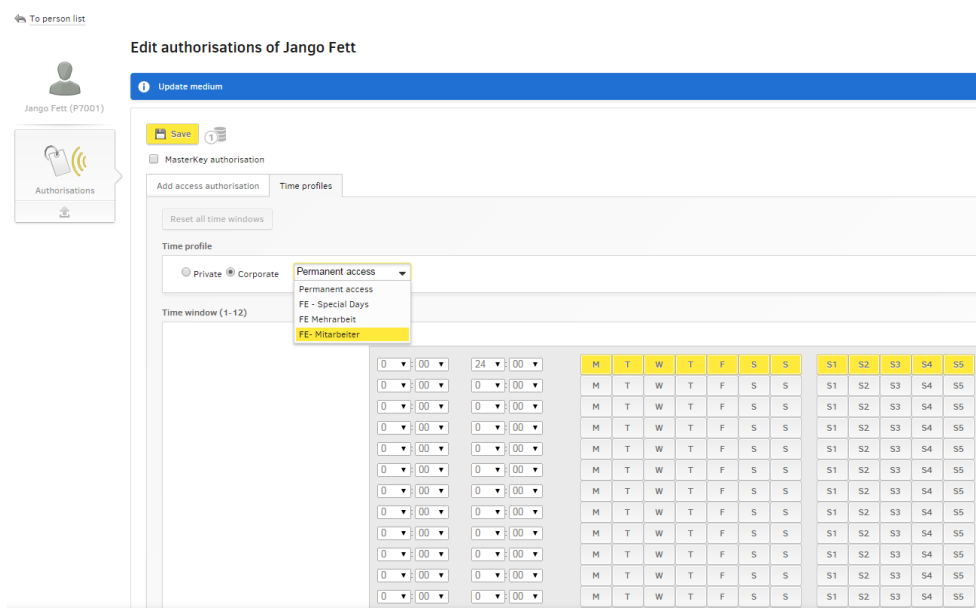 To person list
Edit authorisations of Jango Fett
Update medium
Jango Fett (P7001)
Save
1
MasterKey authorisation
Authorisations
Add access authorisation Time profiles
Reset all time windows
Time profile
Private Corporate Permanent access
Permanent access
FE - Special Days
FE Mehrarbeit
FE- Mitarbeiter
Time window (1-12)
0 : 00 24 : 00 M T W T F S S S1 S2 S3 S4 S5
0 : 00 0 : 00 M T W T F S S S1 S2 S3 S4 S5
0 : 00 0 : 00 M T W T F S S S1 S2 S3 S4 S5
0 : 00 0 : 00 M T W T F S S S1 S2 S3 S4 S5
0 : 00 0 : 00 M T W T F S S S1 S2 S3 S4 S5
0 : 00 0 : 00 M T W T F S S S1 S2 S3 S4 S5
0 : 00 0 : 00 M T W T F S S S1 S2 S3 S4 S5
0 : 00 0 : 00 M T W T F S S S1 S2 S3 S4 S5
0 : 00 0 : 00 M T W T F S S S1 S2 S3 S4 S5
0 : 00 0 : 00 M T W T F S S S1 S2 S3 S4 S5
0 : 00 0 : 00 M T W T F S S S1 S2 S3 S4 S5
0 : 00 0 : 00 M T W T F S S S1 S2 S3 S4 S5